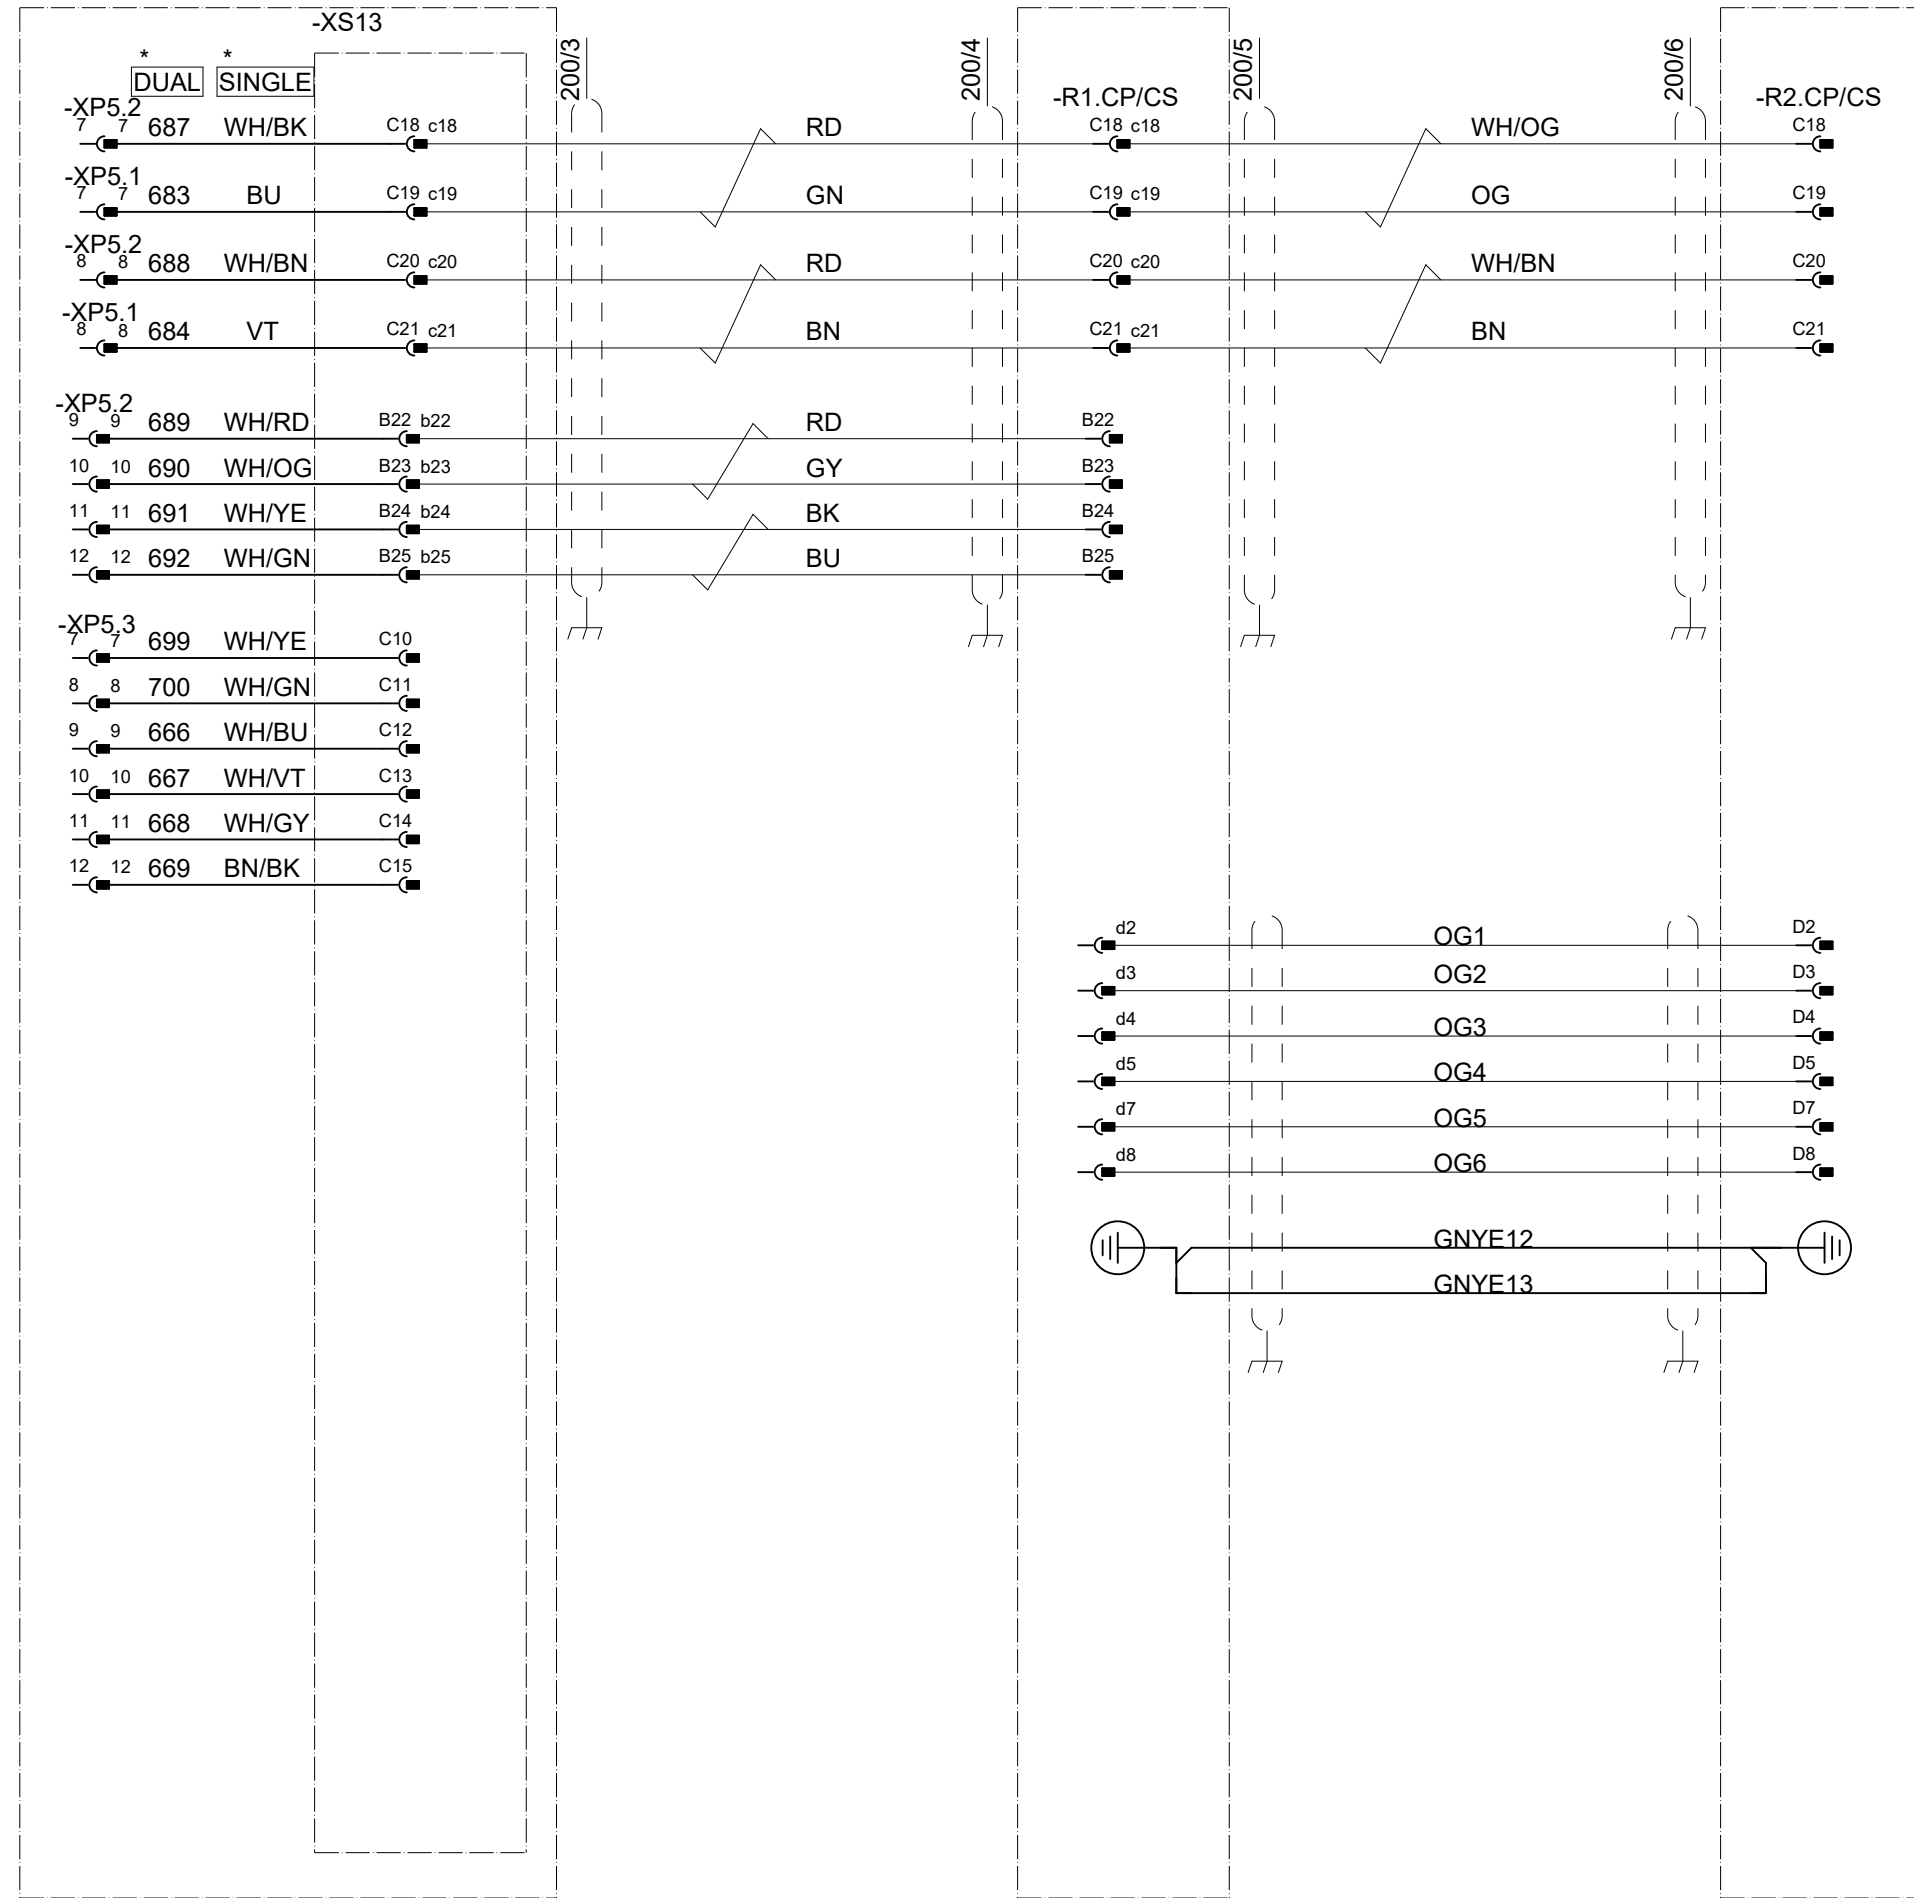 -XS13
* *
DUAL SINGLE 200/3 200/4 -R1.CP/CS 200/5 200/6 -R2.CP/CS
-XP5.2
7 7 687 WH/BK C18 c18 RD C18 c18 WH/OG C18
-XP5.1
7 7 683 BU C19 c19 GN C19 c19 OG C19
-XP5.2
8 8 688 WH/BN C20 c20 RD C20 c20 WH/BN C20
-XP5.1
8 8 684 VT C21 c21 BN C21 c21 BN C21
-XP5.2
9 9 689 WH/RD B22 b22 RD B22
10 10 690 WH/OG B23 b23 GY B23
11 11 691 WH/YE B24 b24 BK B24
12 12 692 WH/GN B25 b25 BU B25
-XP5.3
7 7 699 WH/YE C10
8 8 700 WH/GN C11
9 9 666 WH/BU C12
10 10 667 WH/VT C13
11 11 668 WH/GY C14
12 12 669 BN/BK C15
d2 OG1 D2
d3 OG2 D3
d4 OG3 D4
d5 OG4 D5
d7 OG5 D7
d8 OG6 D8
GNYE12
GNYE13